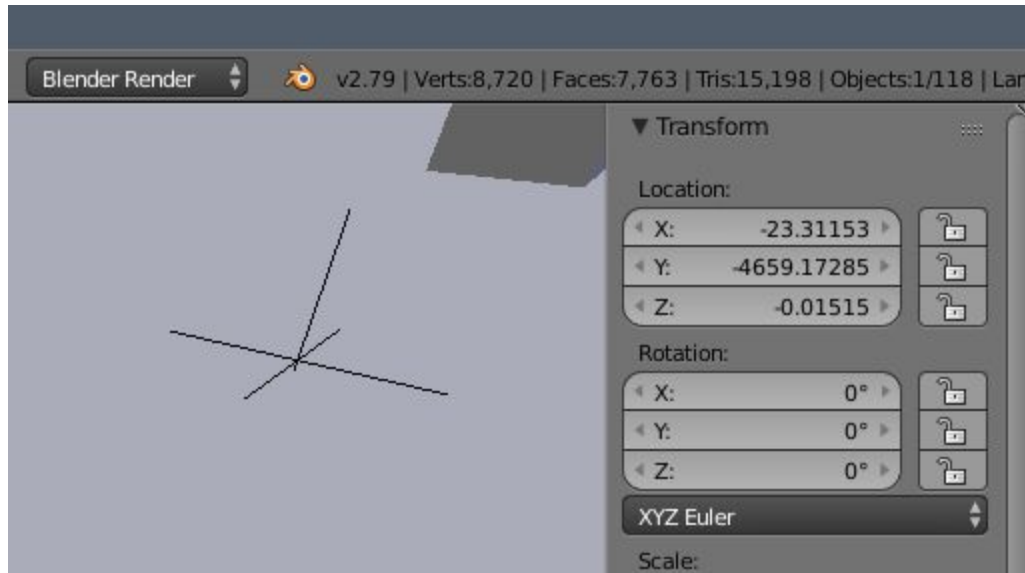 Blender Render v2.79 | Verts:8,720 | Faces:7,763 | Tris:15,198 | Objects:1/118 | Lar
Transform
Location:
X: -23.31153
Y: -4659.17285
Z: -0.01515
Rotation:
X: 0°
Y: 0°
Z: 0°
XYZ Euler
Scale: